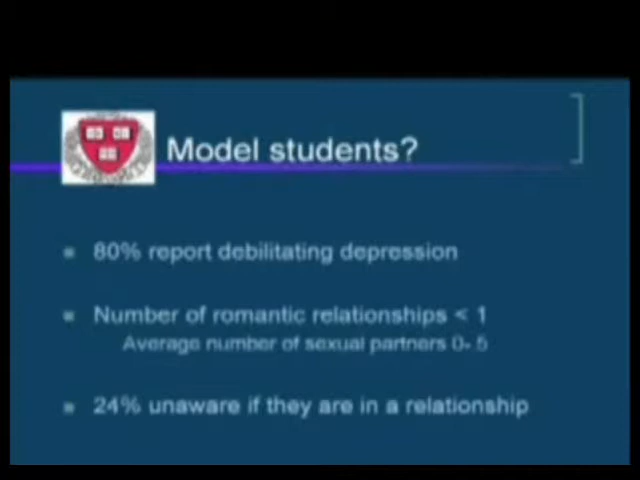 Model students?
80% report debilitating depression
Number of romantic relationships < 1
Average number of sexual partners 0-.5
24% unaware if they are in a relationship